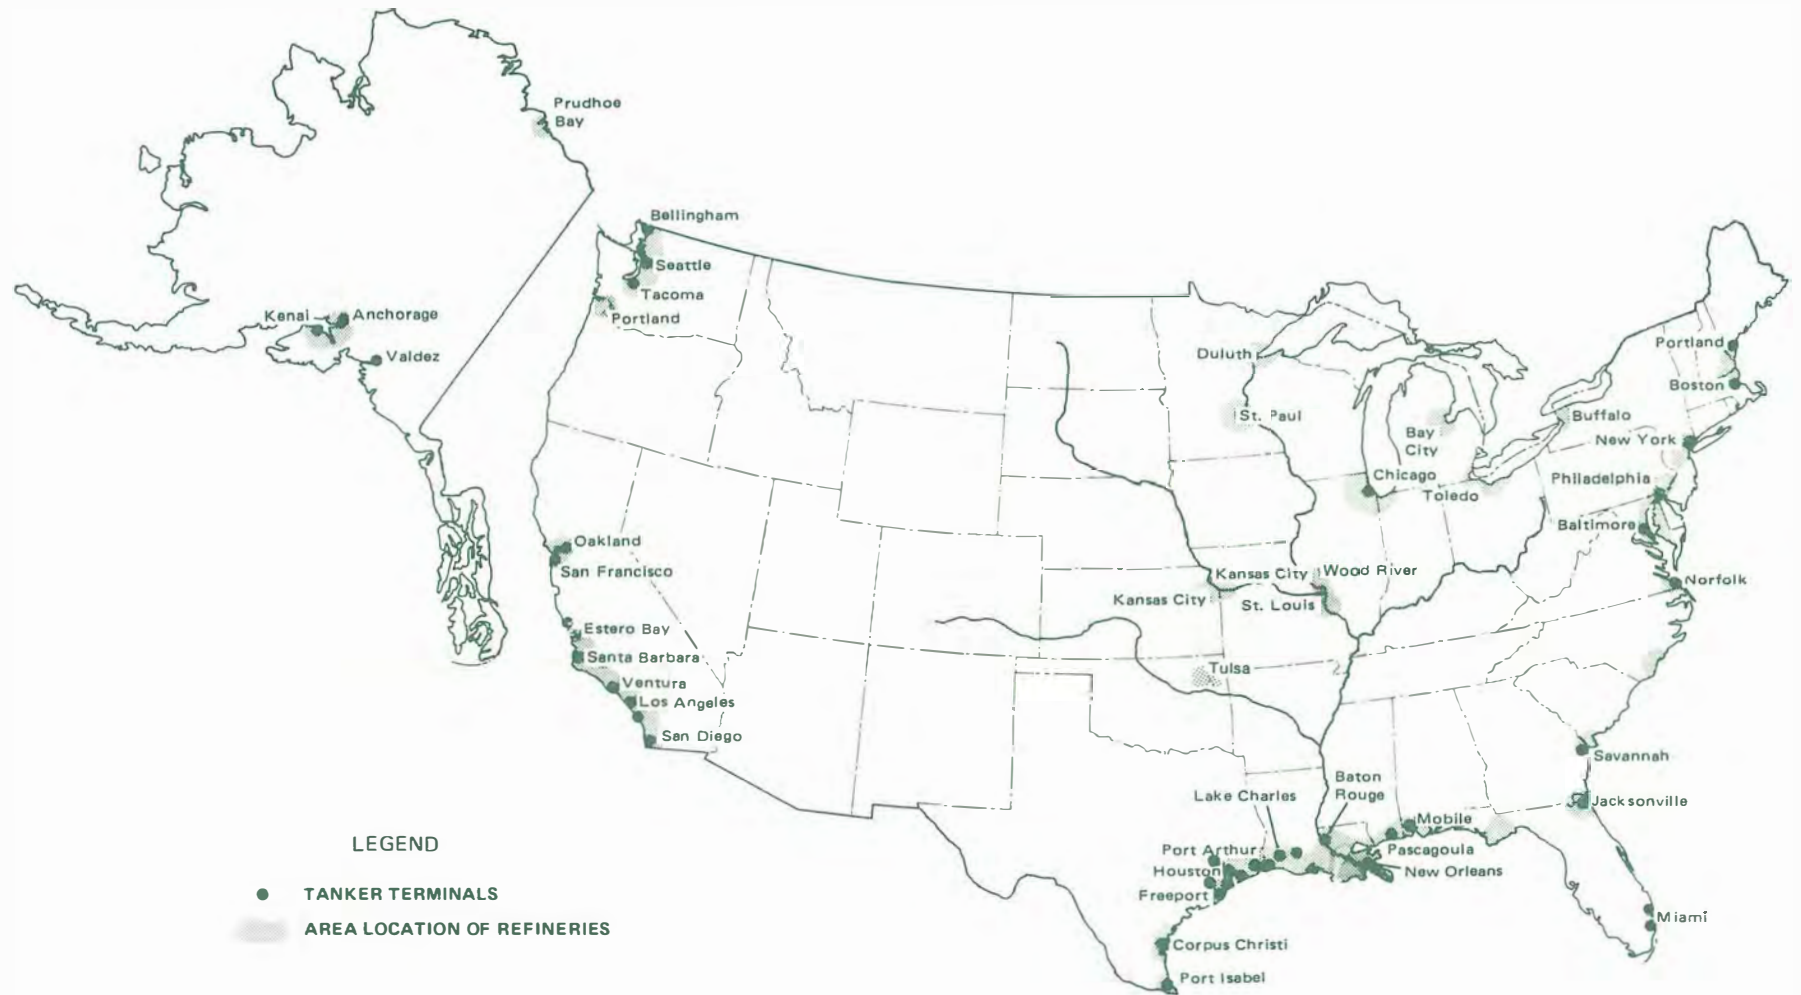 Prudhoe
Bay
Bellingham
Seattle
Tacoma
Portland
Kenai
Anchorage
Valdez
Duluth
St. Paul
Bay
City
Chicago
Toledo
Buffalo
Portland
Boston
New York
Philadelphia
Baltimore
Norfolk
Oakland
San Francisco
Kansas City
Wood River
Kansas City
St. Louis
Estero Bay
Santa Barbara
Ventura
Los Angeles
San Diego
Tulsa
Savannah
Jacksonville
Baton
Rouge
Lake Charles
Mobile
Port Arthur
Pascagoula
Houston
New Orleans
Freeport
Miami
Corpus Christi
Port Isabel
LEGEND
TANKER TERMINALS
AREA LOCATION OF REFINERIES